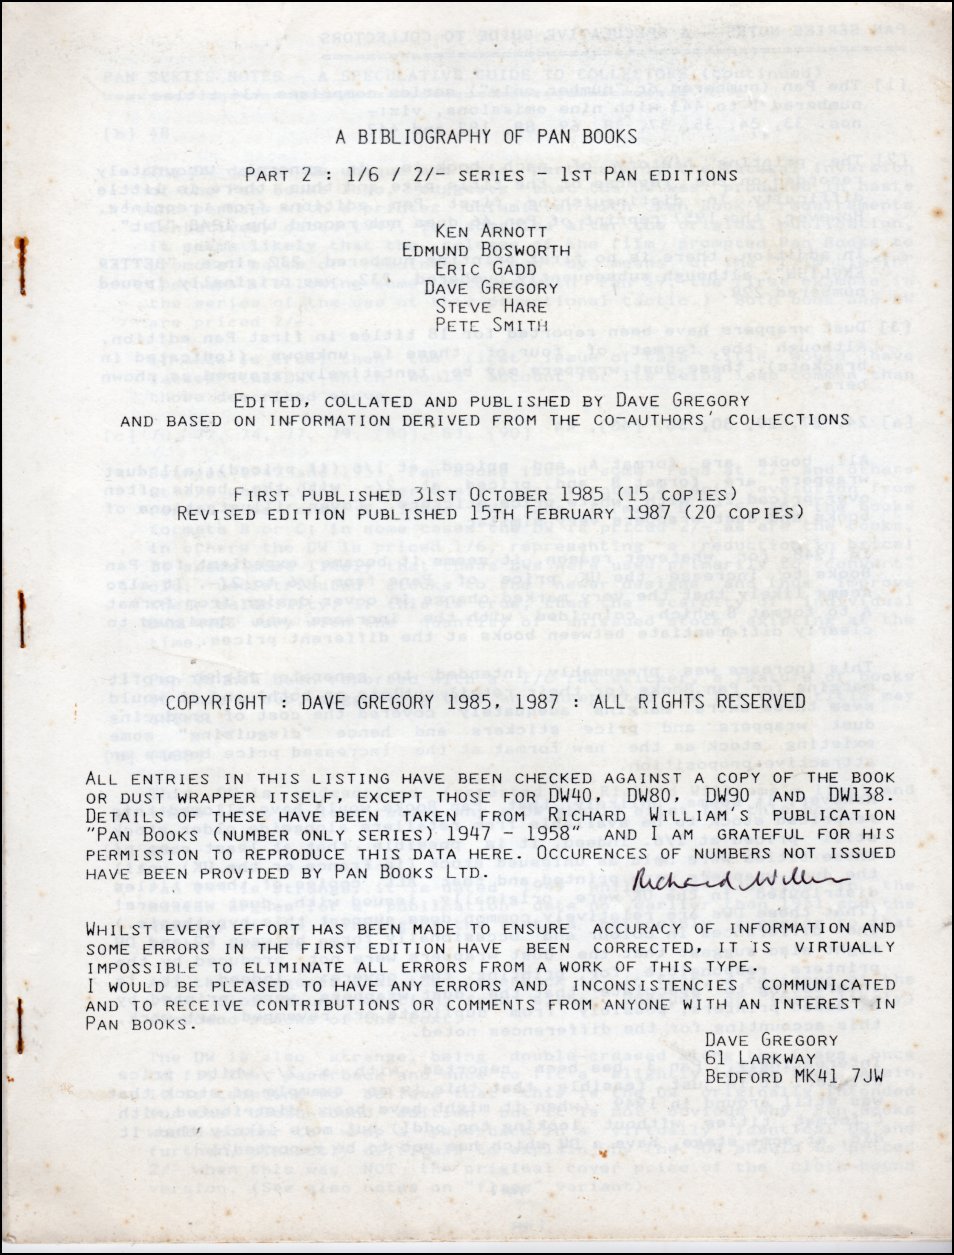 A BIBLIOGRAPHY OF PAN BOOKS
PART 2 : 1/6 / 2/- SERIES - 1ST PAN EDITIONS
KEN ARNOTT
EDMUND BOSWORTH
ERIC GADD
DAVE GREGORY
STEVE HARE
PETE SMITH
EDITED, COLLATED AND PUBLISHED BY DAVE GREGORY
AND BASED ON INFORMATION DERIVED FROM THE CO-AUTHORS' COLLECTIONS
FIRST PUBLISHED 31ST OCTOBER 1985 (15 COPIES)
REVISED EDITION PUBLISHED 15TH FEBRUARY 1987 (20 COPIES)
COPYRIGHT : DAVE GREGORY 1985, 1987 : ALL RIGHTS RESERVED
ALL ENTRIES IN THIS LISTING HAVE BEEN CHECKED AGAINST A COPY OF THE BOOK
OR DUST WRAPPER ITSELF, EXCEPT THOSE FOR DW40, DW80, DW90 AND DW138.
DETAILS OF THESE HAVE BEEN TAKEN FROM RICHARD WILLIAM'S PUBLICATION
"PAN BOOKS (NUMBER ONLY SERIES) 1947 - 1958" AND I AM GRATEFUL FOR HIS
PERMISSION TO REPRODUCE THIS DATA HERE. OCCURENCES OF NUMBERS NOT ISSUED
HAVE BEEN PROVIDED BY PAN BOOKS LTD.
Richard Willia
WHILST EVERY EFFORT HAS BEEN MADE TO ENSURE ACCURACY OF INFORMATION AND
SOME ERRORS IN THE FIRST EDITION HAVE BEEN CORRECTED, IT IS VIRTUALLY
IMPOSSIBLE TO ELIMINATE ALL ERRORS FROM A WORK OF THIS TYPE.
I WOULD BE PLEASED TO HAVE ANY ERRORS AND INCONSISTENCIES COMMUNICATED
AND TO RECEIVE CONTRIBUTIONS OR COMMENTS FROM ANYONE WITH AN INTEREST IN
PAN BOOKS.
DAVE GREGORY
61 LARKWAY
BEDFORD MK41 7JW